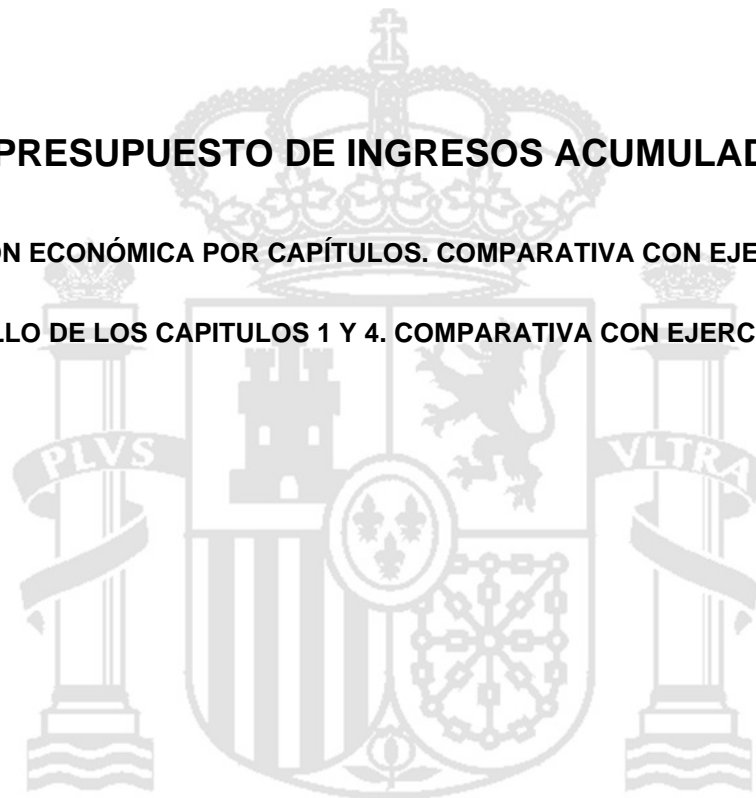 PRESUPUESTO DE INGRESOS ACUMULAD
ÓN ECONÓMICA POR CAPÍTULOS. COMPARATIVA CON EJE
LLO DE LOS CAPITULOS 1 Y 4. COMPARATIVA CON EJERC
PLVS VLTRA